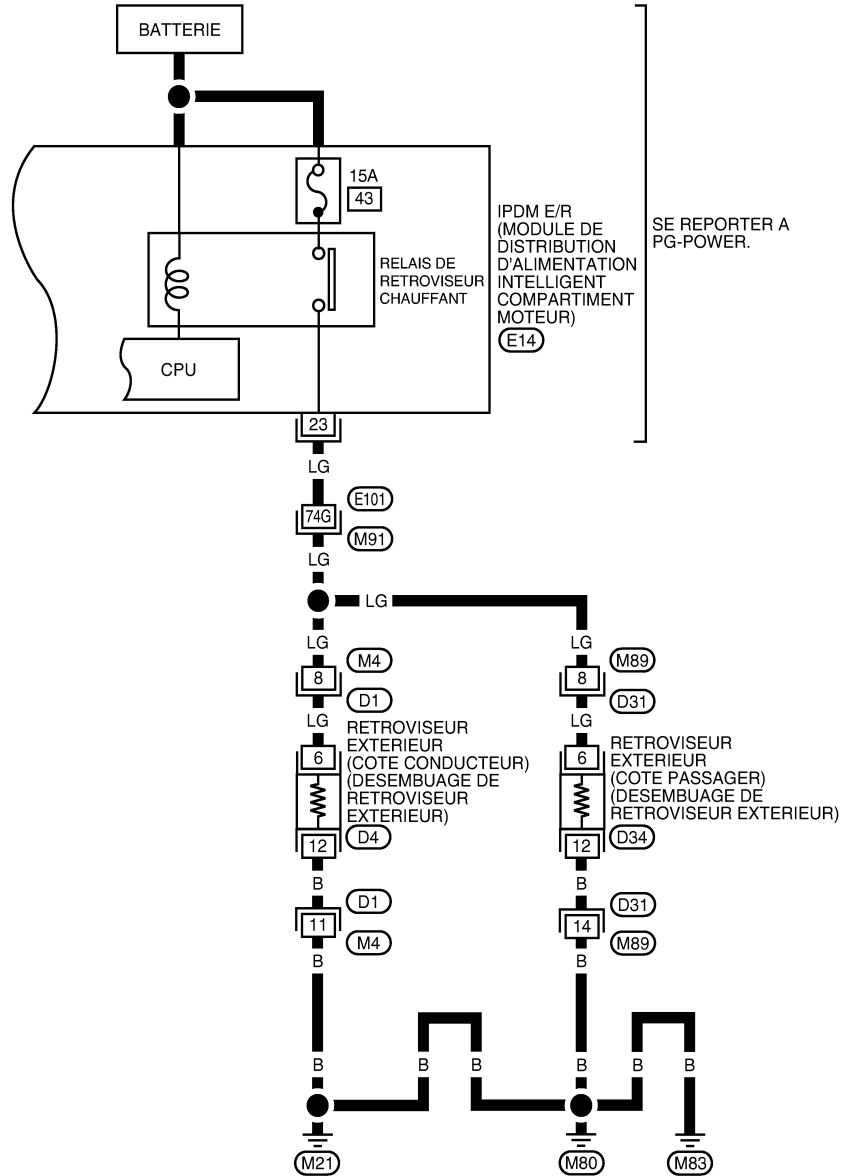 BATTERIE
15A
43
IPDM E/R
(MODULE DE
DISTRIBUTION
D'ALIMENTATION
INTELLIGENT
COMPARTIMENT
MOTEUR)
E14
SE REPORTER A
PG-POWER.
RELAIS DE
RETROVISEUR
CHAUFFANT
CPU
23
LG
E101
74G
M91
LG
LG
LG
LG
M4
M89
8
8
D1
D31
LG
LG
RETROVISEUR
EXTERIEUR
(COTE CONDUCTEUR)
(DESEMBUAGE DE
RETROVISEUR
EXTERIEUR)
6
RETROVISEUR
EXTERIEUR
(COTE PASSAGER)
(DESEMBUAGE DE
RETROVISEUR EXTERIEUR)
6
D4
D34
12
12
B
B
D1
D31
11
14
M4
M89
B
B
B
B
B
B
B
B
M21
M80
M83